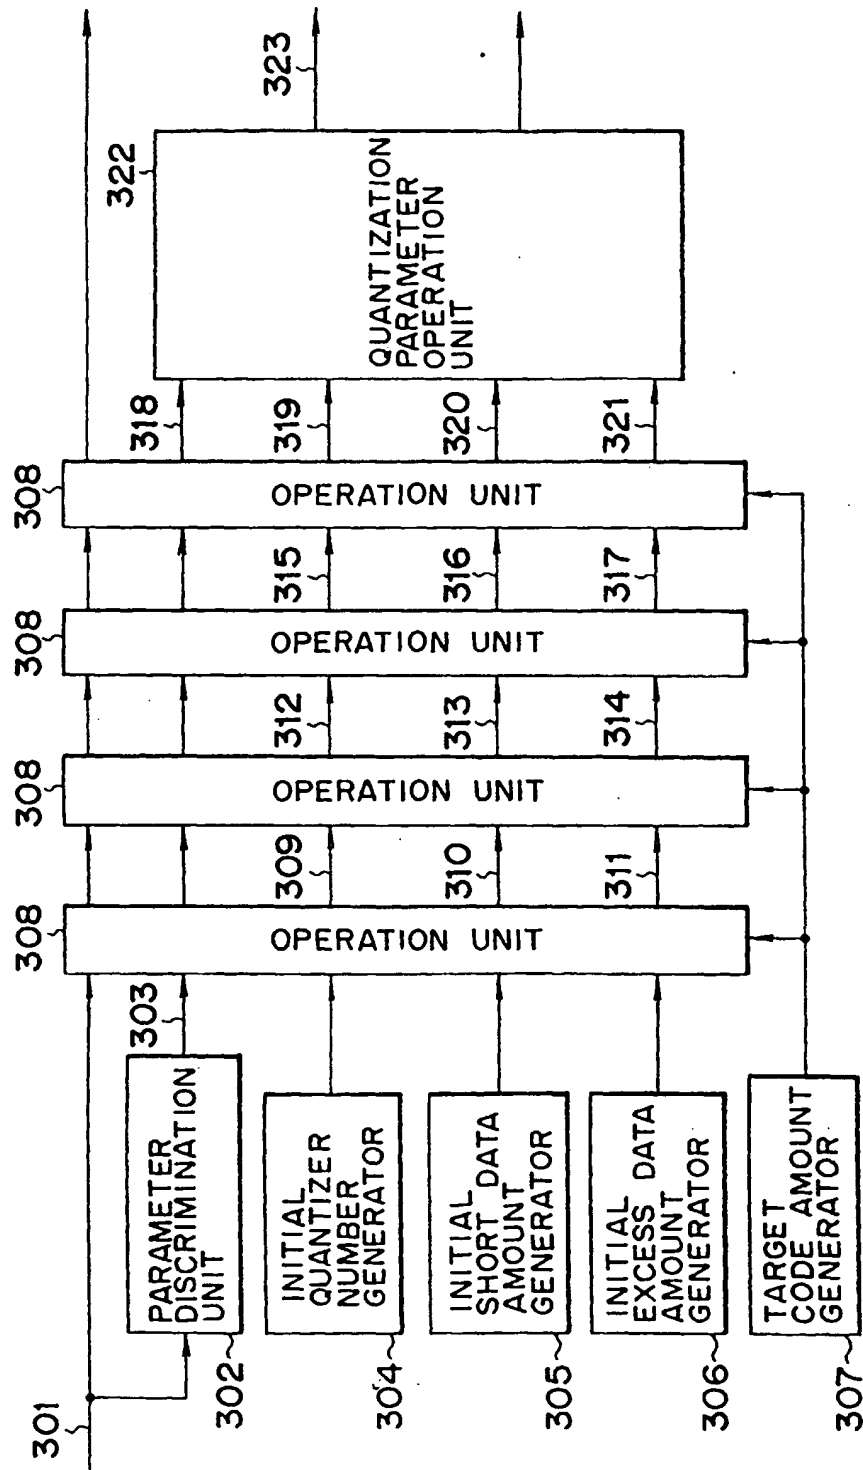 301
302
PARAMETER
DISCRIMINATION
UNIT
303
304
INITIAL
QUANTIZER
NUMBER
GENERATOR
305
INITIAL
SHORT DATA
AMOUNT
GENERATOR
306
INITIAL
EXCESS DATA
AMOUNT
GENERATOR
307
TARGET
CODE AMOUNT
GENERATOR
308
OPERATION UNIT
309
310
311
308
OPERATION UNIT
312
313
314
308
OPERATION UNIT
315
316
317
308
OPERATION UNIT
318
319
320
321
322
QUANTIZATION
PARAMETER
OPERATION
UNIT
323